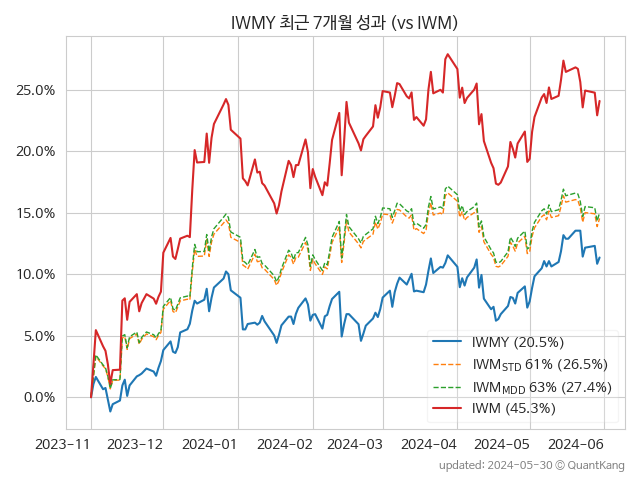 IWMY 최근 7개월 성과 (vs IWM)
25.0%
20.0%
15.0%
10.0%
5.0%
0.0%
IWMY (20.5%)
IWM_STD 61% (26.5%)
IWM_MDD 63% (27.4%)
IWM (45.3%)
2023-11 2023-12 2024-01 2024-02 2024-03 2024-04 2024-05 2024-06
updated: 2024-05-30 ⓒ QuantKang